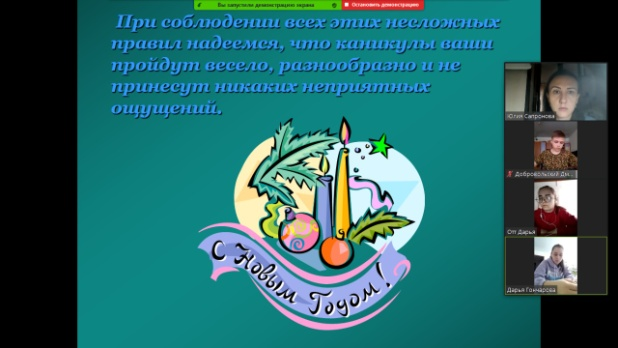 Вы запустили демонстрацию экрана
Остановить демонстрацию
При соблюдении всех этих несложных
правил надеемся, что каникулы ваши
пройдут весело, разнообразно и не
принесут никаких неприятных
ощущений.
С Новым Годом!
Юлия Сапронова
Добровольский Дм...
Отт Дарья
Дарья Гончарова